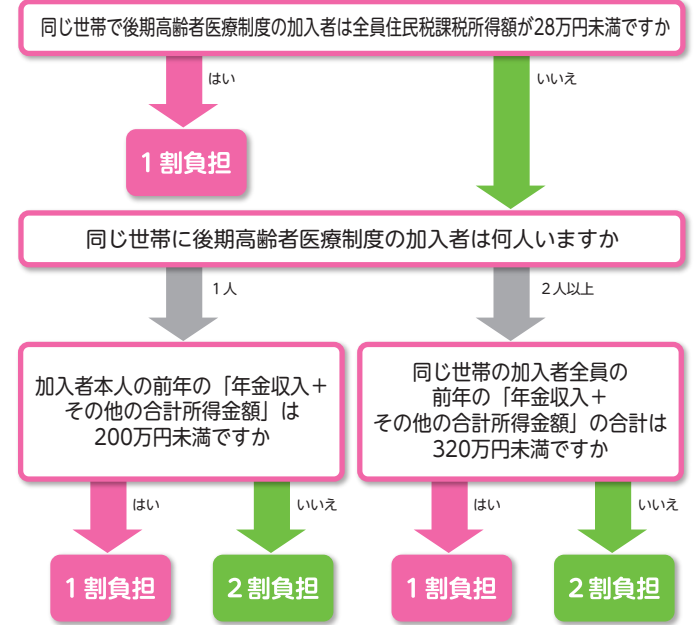 同じ世帯で後期高齢者医療制度の加入者は全員住民税課税所得額が28万円未満ですか
はい
いいえ
１割負担
同じ世帯に後期高齢者医療制度の加入者は何人いますか
１人
２人以上
加入者本人の前年の「年金収入＋
その他の合計所得金額」は
200万円未満ですか
同じ世帯の加入者全員の
前年の「年金収入＋
その他の合計所得金額」の合計は
320万円未満ですか
はい
いいえ
はい
いいえ
１割負担
２割負担
１割負担
２割負担